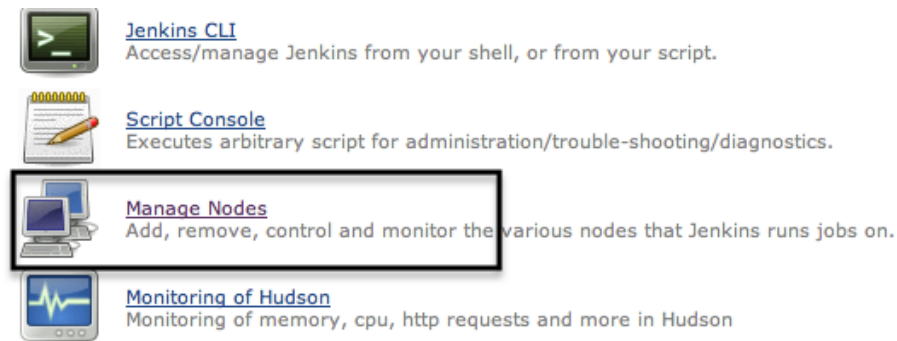 Jenkins CLI
Access/manage Jenkins from your shell, or from your script.
Script Console
Executes arbitrary script for administration/trouble-shooting/diagnostics.
Manage Nodes
Add, remove, control and monitor the various nodes that Jenkins runs jobs on.
Monitoring of Hudson
Monitoring of memory, cpu, http requests and more in Hudson